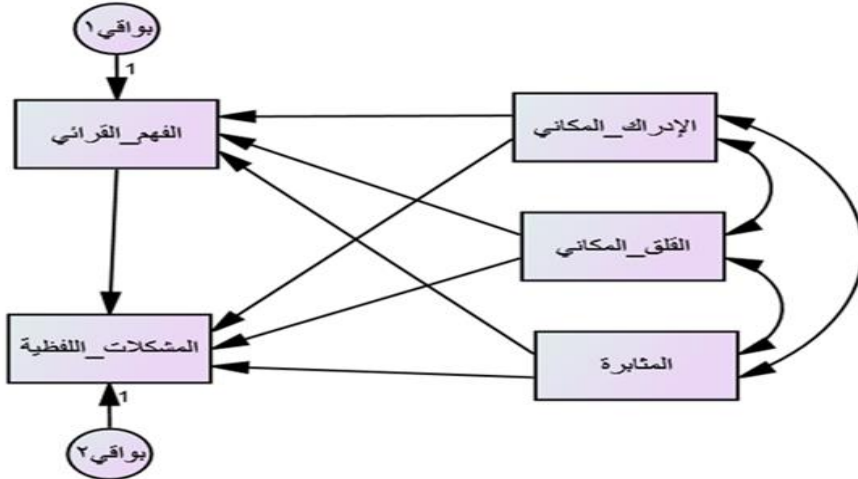 بواقي١
1
الإدراك_المكاني
الفهم_القرائي
القلق_المكاني
المشكلات_اللفظية
المثابرة
1
بواقي٢